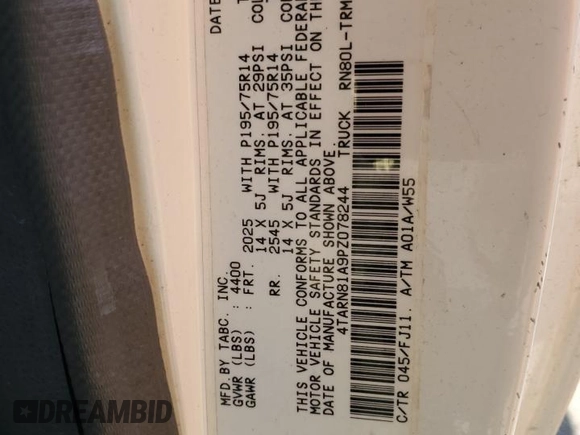 DATE
MFD.BY TABC. INC.
GVWR (LBS) : 4400
GAWR (LBS) : FRT. 2025 WITH P195/75R14
14 X 5J RIMS. AT 29PSI COL
RR. 2545 WITH P195/75R14
14 X 5J RIMS. AT 35PSI COL
THIS VEHICLE CONFORMS TO ALL APPLICABLE FEDERAL
MOTOR VEHICLE SAFETY STANDARDS IN EFFECT ON THE
DATE OF MANUFACTURE SHOWN ABOVE.
4TARN81A9PZ078244 TRUCK RN80L-TRM
C/TR 045/FJ11. A/TM A01A/W55
DREAMBID